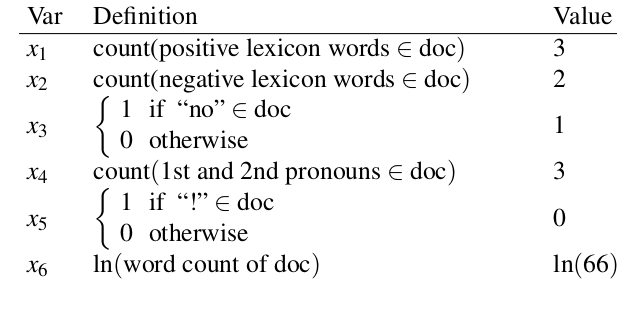 Var Definition Value
x1 count(positive lexicon words ∈ doc) 3
x2 count(negative lexicon words ∈ doc) 2
x3 { 1 if “no” ∈ doc
0 otherwise 1
x4 count(1st and 2nd pronouns ∈ doc) 3
x5 { 1 if “!” ∈ doc
0 otherwise 0
x6 ln(word count of doc) ln(66)